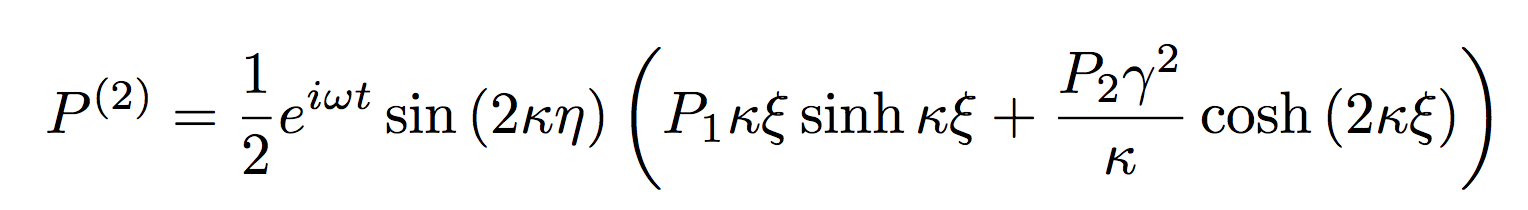 P^{(2)} = \frac{1}{2} e^{i\omega t} \sin{(2\kappa\eta)} \left( P_1 \kappa\xi \sinh \kappa\xi + \frac{P_2 \gamma^2}{\kappa} \cosh{(2\kappa\xi)} \right)